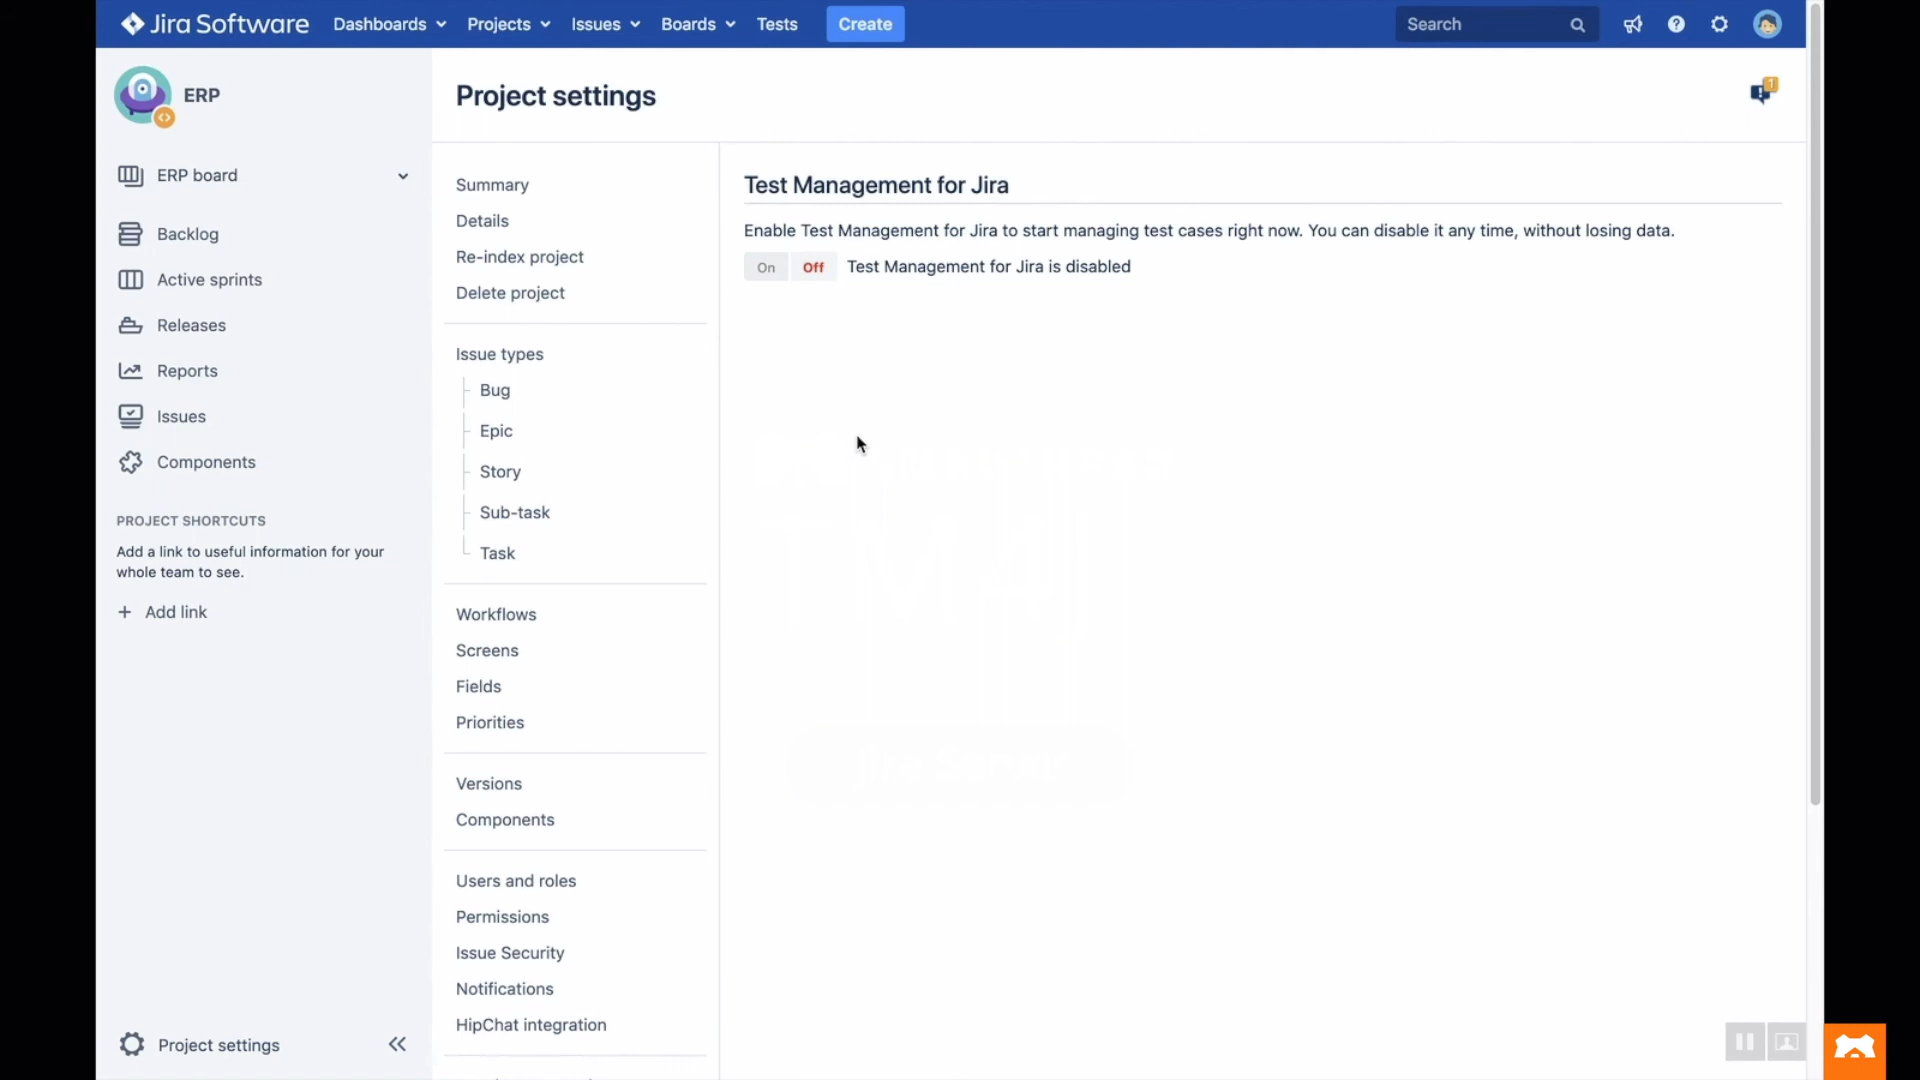 Jira Software
Dashboards
Projects
Issues
Boards
Tests
Create
Search
ERP
Project settings
1
ERP board
Backlog
Active sprints
Releases
Reports
Issues
Components
PROJECT SHORTCUTS
Add a link to useful information for your
whole team to see.
+ Add link
Project settings
Summary
Details
Re-index project
Delete project
Issue types
Bug
Epic
Story
Sub-task
Task
Workflows
Screens
Fields
Priorities
Versions
Components
Users and roles
Permissions
Issue Security
Notifications
HipChat integration
Test Management for Jira
Enable Test Management for Jira to start managing test cases right now. You can disable it any time, without losing data.
On Off Test Management for Jira is disabled